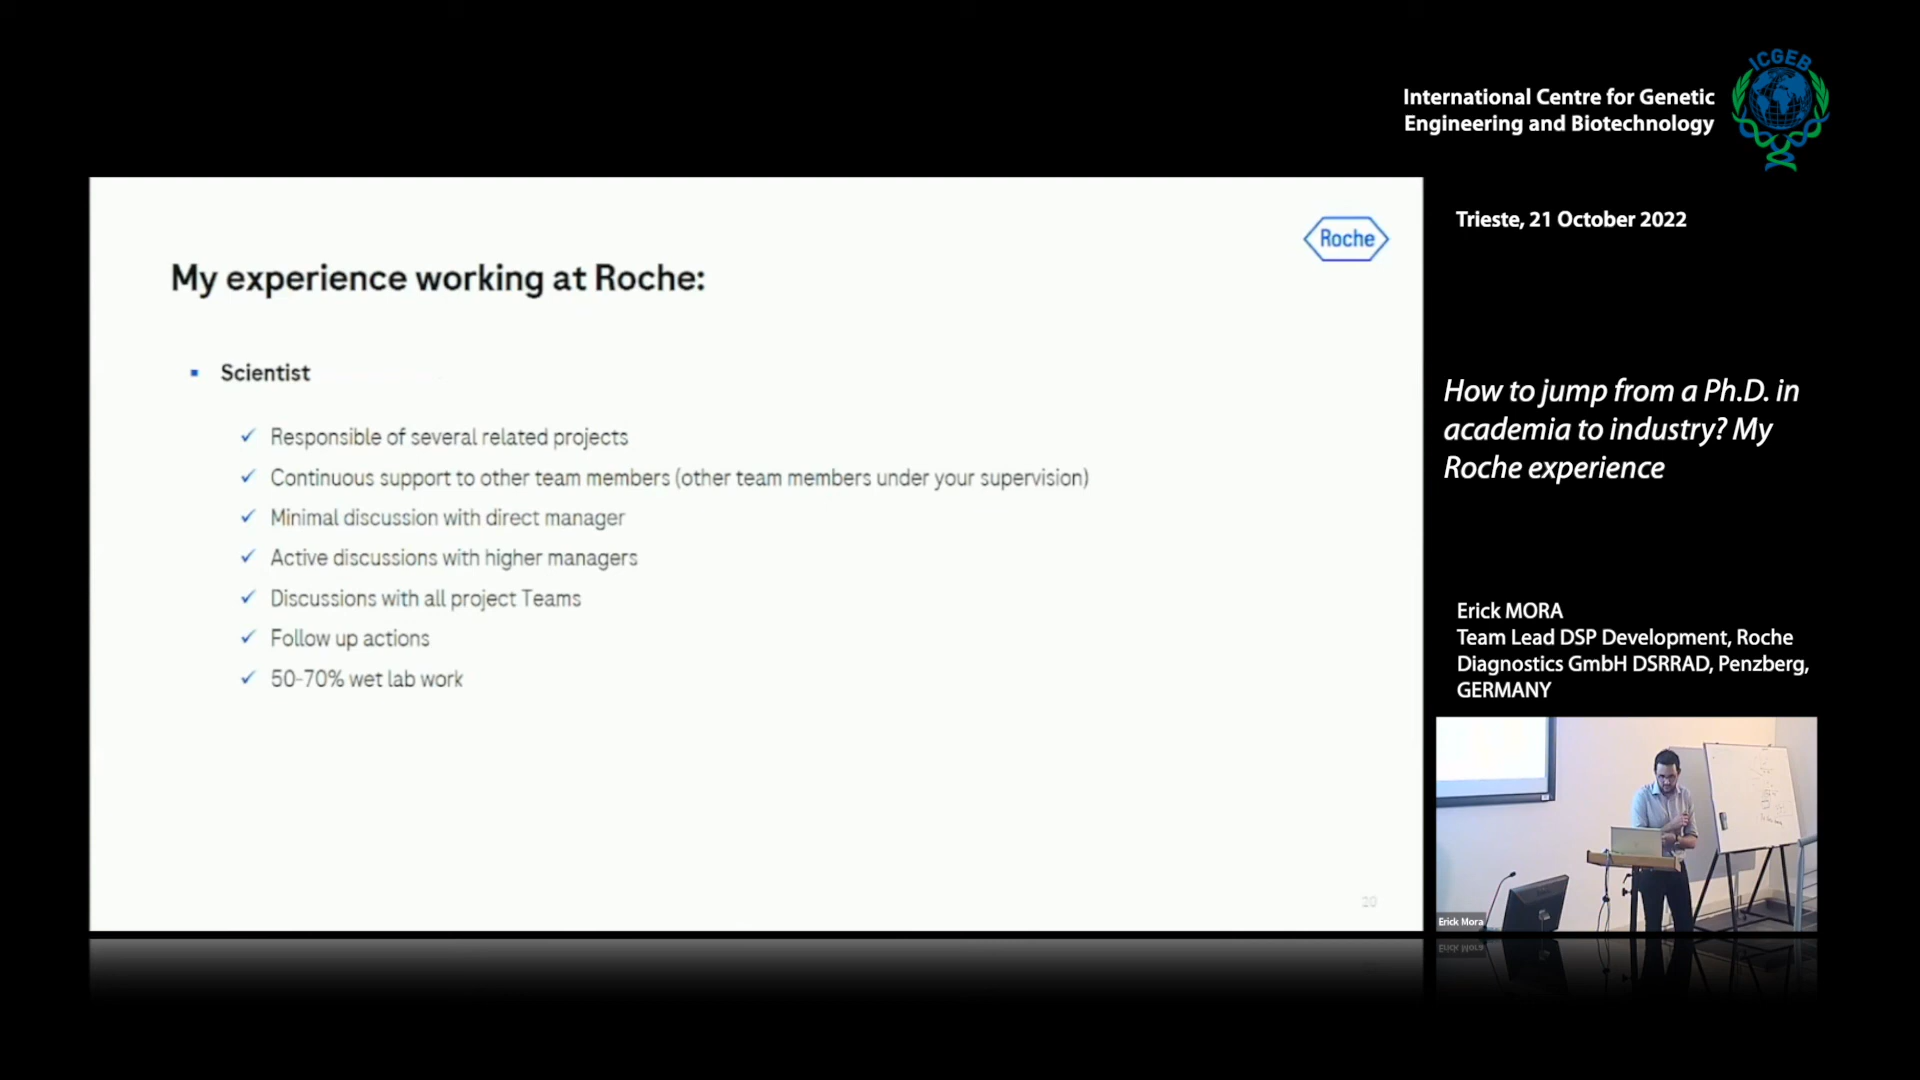 ICGEB
International Centre for Genetic
Engineering and Biotechnology
Trieste, 21 October 2022
Roche
My experience working at Roche:
Scientist
Responsible of several related projects
Continuous support to other team members (other team members under your supervision)
Minimal discussion with direct manager
Active discussions with higher managers
Discussions with all project Teams
Follow up actions
50-70% wet lab work
20
How to jump from a Ph.D. in
academia to industry? My
Roche experience
Erick MORA
Team Lead DSP Development, Roche
Diagnostics GmbH DSRRAD, Penzberg,
GERMANY
Erick Mora